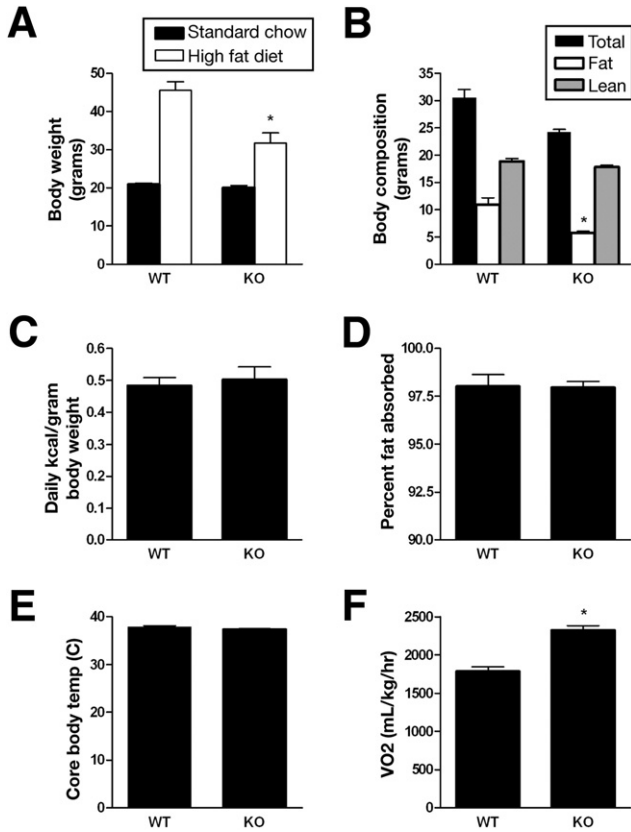 A
Standard chow
High fat diet
Body weight
(grams)
50
40
30
20
10
0
*
WT
KO
B
Total
Fat
Lean
Body composition
(grams)
35
30
25
20
15
10
5
0
*
WT
KO
C
Daily kcal/gram
body weight
0.6
0.5
0.4
0.3
0.2
0.1
0.0
WT
KO
D
Percent fat absorbed
100.0
97.5
95.0
92.5
90.0
WT
KO
E
Core body temp (C)
40
30
20
10
0
WT
KO
F
VO2 (mL/kg/hr)
2500
2000
1500
1000
500
0
*
WT
KO